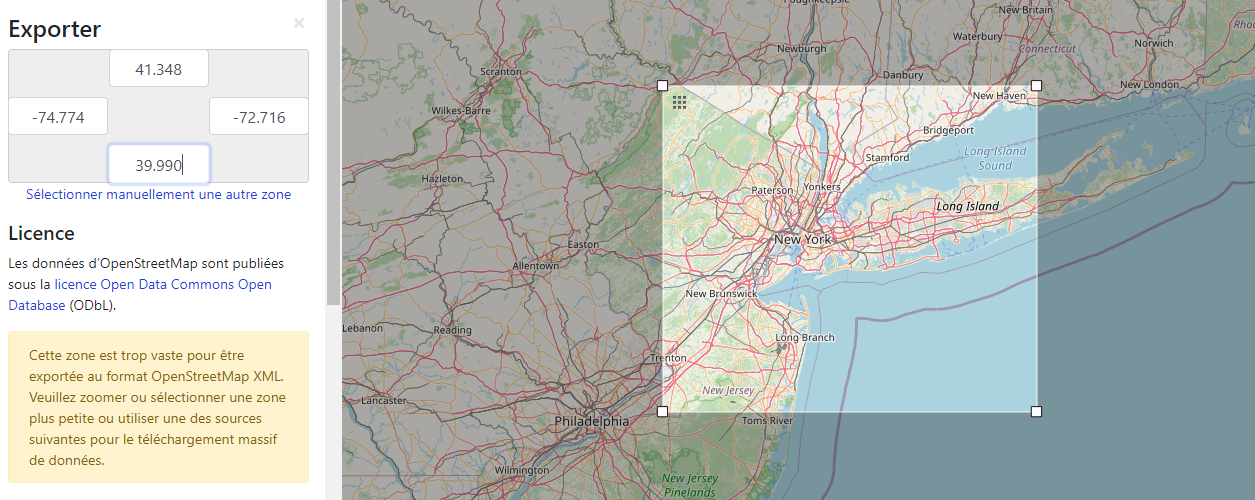 Exporter
×
41.348
-74.774
-72.716
39.990
Sélectionner manuellement une autre zone
Licence
Les données d’OpenStreetMap sont publiées
sous la licence Open Data Commons Open
Database (ODbL).
Cette zone est trop vaste pour être
exportée au format OpenStreetMap XML.
Veuillez zoomer ou sélectionner une zone
plus petite ou utiliser une des sources
suivantes pour le téléchargement massif
de données.
Poughkeepsie
New Britain
Waterbury
Connecticut
Norwich
Newburgh
Scranton
Danbury
New London
New Haven
Wilkes-Barre
Bridgeport
Long Island
Sound
Stamford
Hazleton
Paterson
Yonkers
Long Island
New York
Easton
Allentown
New Brunswick
Lebanon
Reading
Long Branch
Trenton
New Jersey
Lancaster
Philadelphia
Toms River
Wilmington
New Jersey
Pinelands